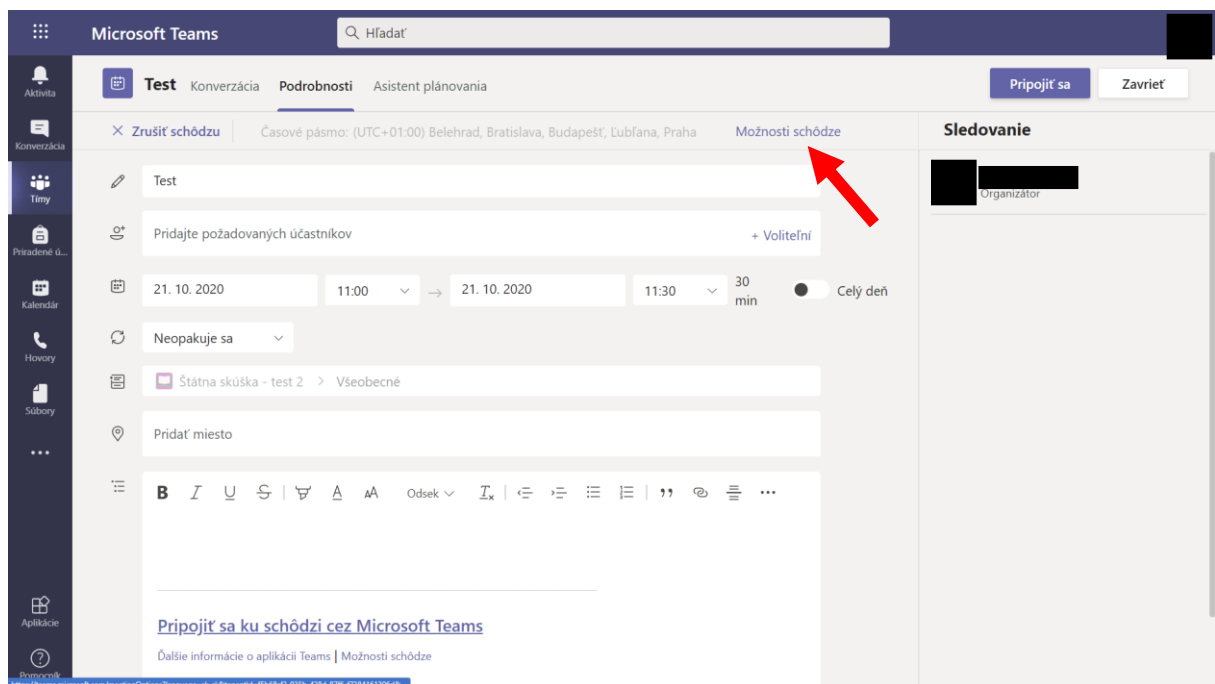 Microsoft Teams
Hľadať
Aktivita
Konverzácia
Tímy
Priradené ú...
Kalendár
Hovory
Súbory
Aplikácie
Pomocník
Test Konverzácia Podrobnosti Asistent plánovania
Pripojiť sa Zavrieť
Zrušiť schôdzu Časové pásmo: (UTC+01:00) Belehrad, Bratislava, Budapešť, Ľubľana, Praha Možnosti schôdze
Test
Pridajte požadovaných účastníkov + Voliteľní
21. 10. 2020 11:00 → 21. 10. 2020 11:30 30 min Celý deň
Neopakuje sa
Štátna skúška - test 2 > Všeobecné
Pridať miesto
B I U S A AA Odsek
Pripojiť sa ku schôdzi cez Microsoft Teams
Ďalšie informácie o aplikácii Teams | Možnosti schôdze
Sledovanie
Organizátor